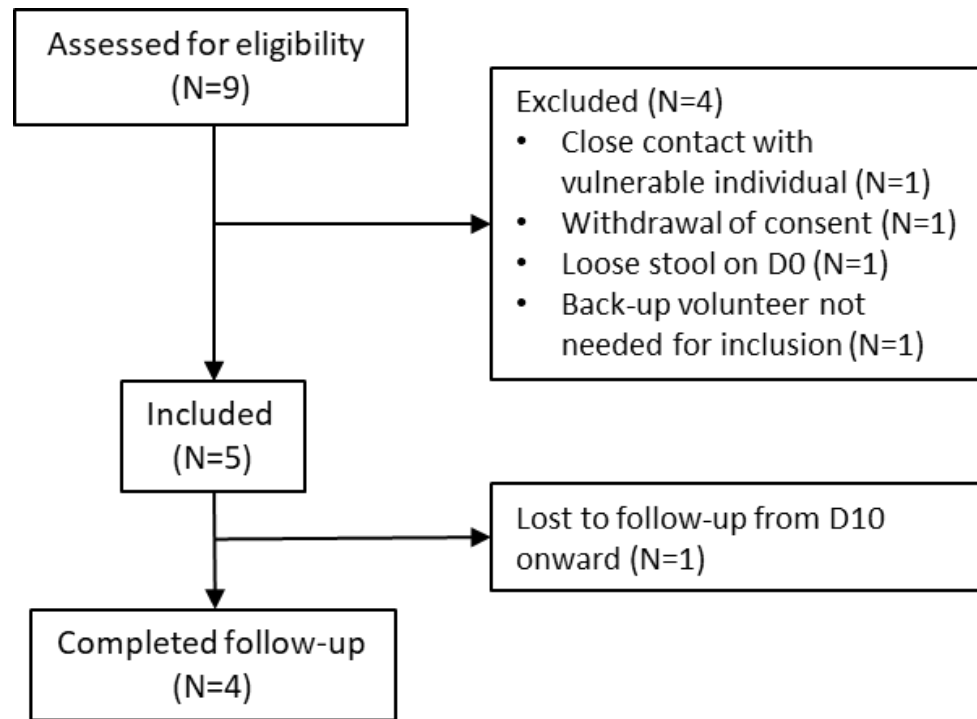 Assessed for eligibility
(N=9)
Excluded (N=4)
• Close contact with
vulnerable individual (N=1)
• Withdrawal of consent (N=1)
• Loose stool on D0 (N=1)
• Back-up volunteer not
needed for inclusion (N=1)
Included
(N=5)
Lost to follow-up from D10
onward (N=1)
Completed follow-up
(N=4)